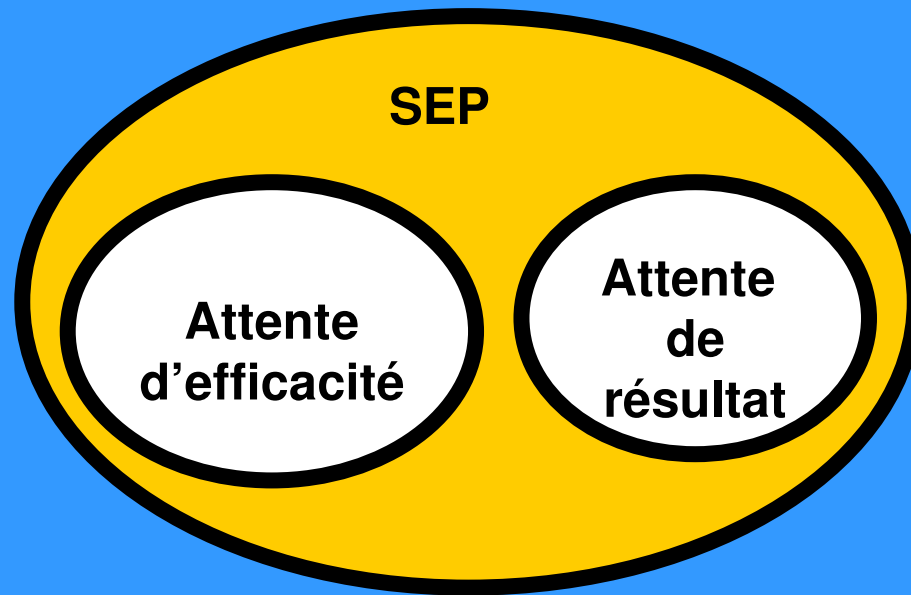 SEP
Attente
d’efficacité
Attente
de
résultat